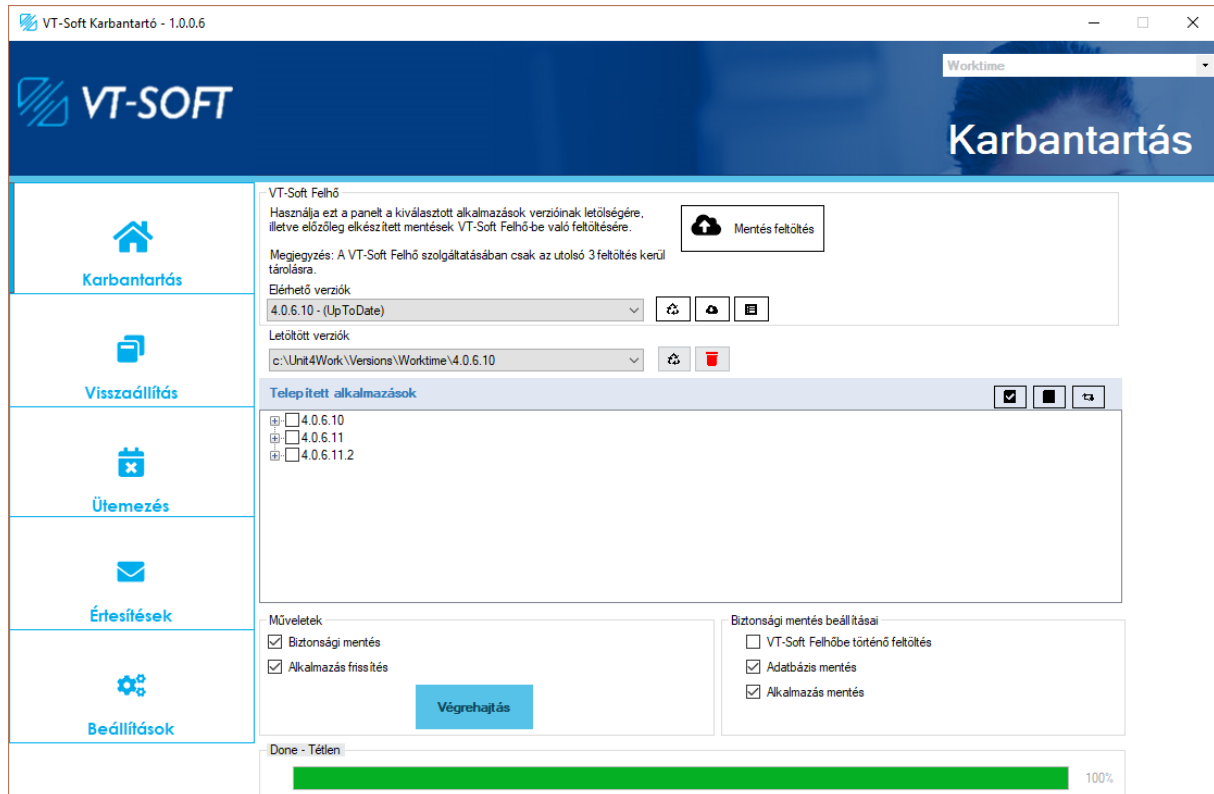 VT-Soft Karbantartó - 1.0.0.6
VT-SOFT
Worktime
Karbantartás
Karbantartás
Visszaállítás
Ütemezés
Értesítések
Beállítások
VT-Soft Felhő
Használja ezt a panelt a kiválasztott alkalmazások verzióinak letölségére,
illetve előzőleg elkészített mentések VT-Soft Felhő-be való feltöltésére.
Mentés feltöltés
Megjegyzés: A VT-Soft Felhő szolgáltatásában csak az utolsó 3 feltöltés kerül
tárolásra.
Elérhető verziók
4.0.6.10 - (UpToDate)
Letöltött verziók
c:\Unit4Work\Versions\Worktime\4.0.6.10
Telepített alkalmazások
4.0.6.10
4.0.6.11
4.0.6.11.2
Műveletek
Biztonsági mentés
Alkalmazás frissítés
Végrehajtás
Biztonsági mentés beállításai
VT-Soft Felhőbe történő feltöltés
Adatbázis mentés
Alkalmazás mentés
Done - Tétlen
100%